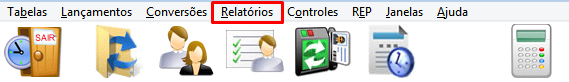 Tabelas Lançamentos Conversões Relatórios Controles REP Janelas Ajuda
SAIR